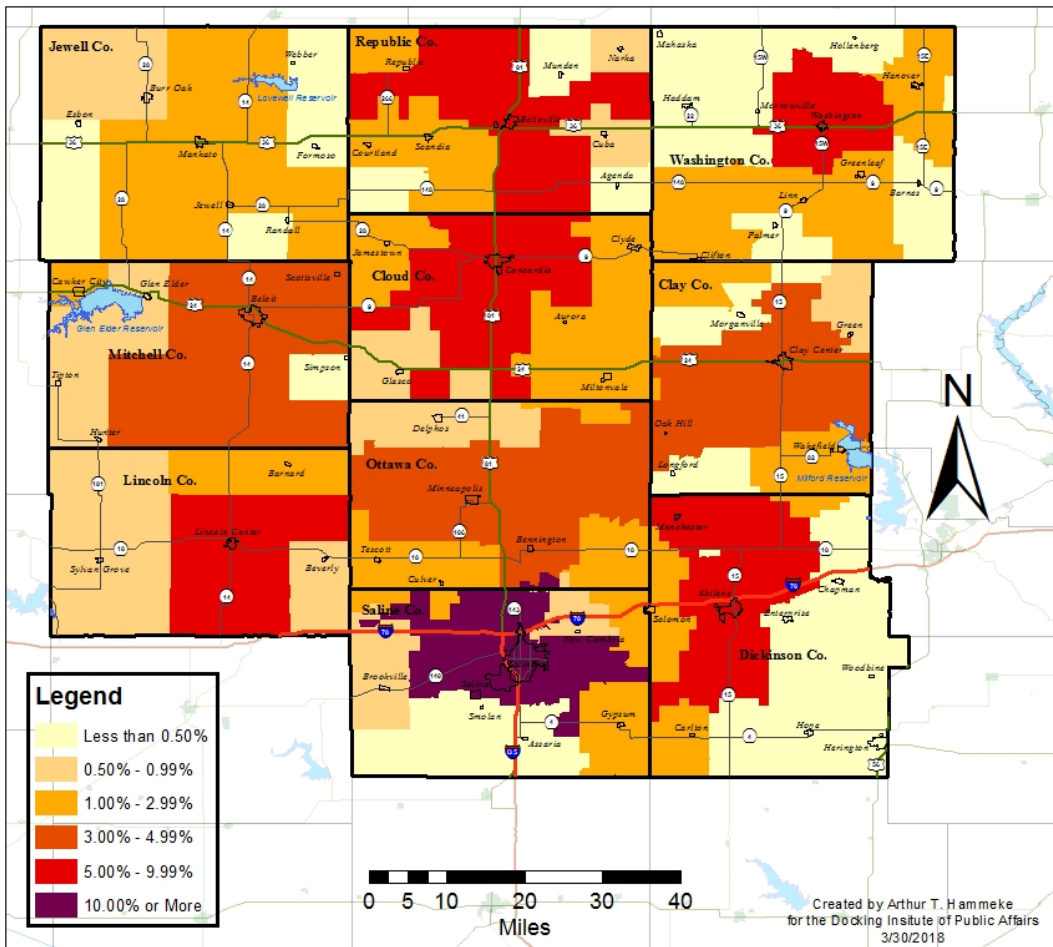 Jewell Co.
Republic Co.
Mahaska
Hollenberg
Webber
Republic
Munden
Narka
Burr Oak
Lovewell Reservoir
Haddam
Morrowville
Hanover
Esbon
Belleville
Washington
Mankato
Formoso
Courtland
Scandia
Cuba
Washington Co.
Greenleaf
Agenda
Barnes
Jewell
Linn
Randall
Palmer
Jamestown
Clyde
Clifton
Cawker City
Glen Elder
Scottsville
Cloud Co.
Concordia
Clay Co.
Beloit
Glen Elder Reservoir
Aurora
Morganville
Green
Mitchell Co.
Simpson
Clay Center
Tipton
Glasco
Miltonvale
Delphos
Hunter
Oak Hill
Wakefield
Lincoln Co.
Barnard
Ottawa Co.
Longford
Milford Reservoir
Minneapolis
Manchester
Lincoln Center
Bennington
Sylvan Grove
Beverly
Tescott
Culver
Chapman
Saline Co.
Abilene
Enterprise
Solomon
New Cambria
Dickinson Co.
Brookville
Woodbine
Smolan
Gypsum
Assaria
Carlton
Hope
Herington
N
Legend
Less than 0.50%
0.50% - 0.99%
1.00% - 2.99%
3.00% - 4.99%
5.00% - 9.99%
10.00% or More
0 5 10 20 30 40
Miles
Created by Arthur T. Hammeke
for the Docking Insitute of Public Affairs
3/30/2018